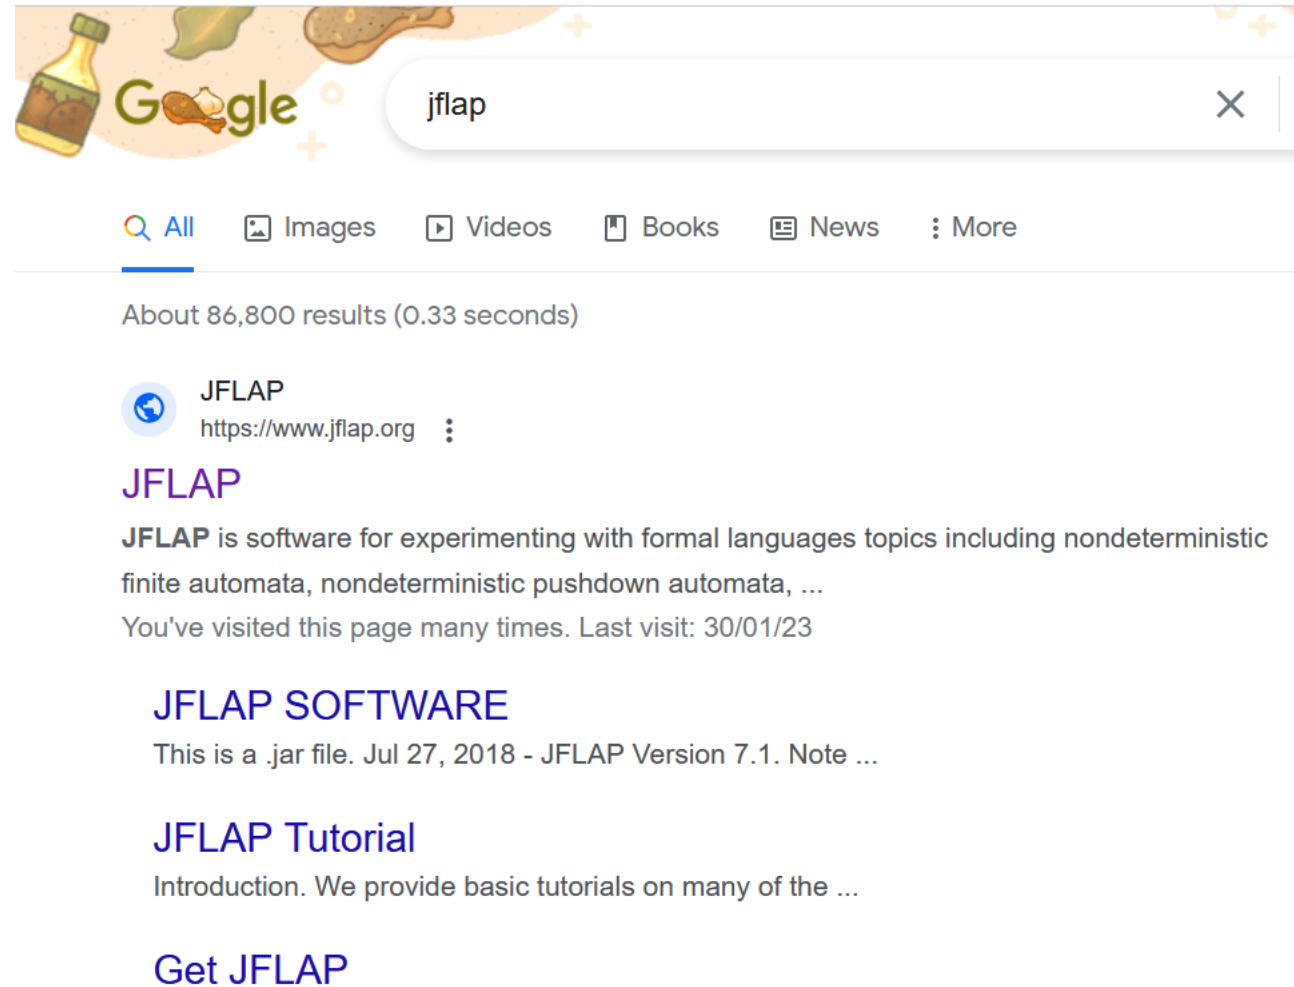 Google
jflap
All Images Videos Books News More
About 86,800 results (0.33 seconds)
JFLAP
https://www.jflap.org
JFLAP
JFLAP is software for experimenting with formal languages topics including nondeterministic
finite automata, nondeterministic pushdown automata, ...
You've visited this page many times. Last visit: 30/01/23
JFLAP SOFTWARE
This is a .jar file. Jul 27, 2018 - JFLAP Version 7.1. Note ...
JFLAP Tutorial
Introduction. We provide basic tutorials on many of the ...
Get JFLAP